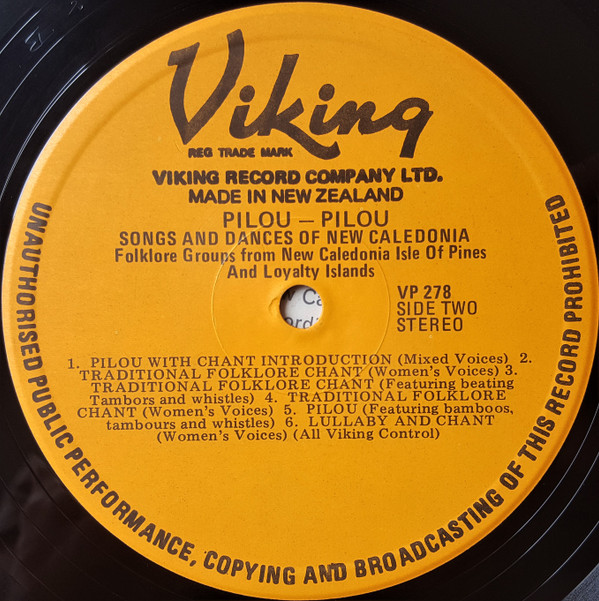 Viking
REG TRADE MARK
VIKING RECORD COMPANY LTD.
MADE IN NEW ZEALAND
PILOU – PILOU
SONGS AND DANCES OF NEW CALEDONIA
Folklore Groups from New Caledonia Isle Of Pines
And Loyalty Islands
VP 278
SIDE TWO
STEREO
1. PILOU WITH CHANT INTRODUCTION (Mixed Voices) 2.
TRADITIONAL FOLKLORE CHANT (Women's Voices) 3.
TRADITIONAL FOLKLORE CHANT (Featuring beating
Tambors and whistles) 4. TRADITIONAL FOLKLORE
CHANT (Women's Voices) 5. PILOU (Featuring bamboos,
tambours and whistles) 6. LULLABY AND CHANT
(Women's Voices) (All Viking Control)
UNAUTHORISED PUBLIC PERFORMANCE, COPYING AND BROADCASTING OF THIS RECORD PROHIBITED